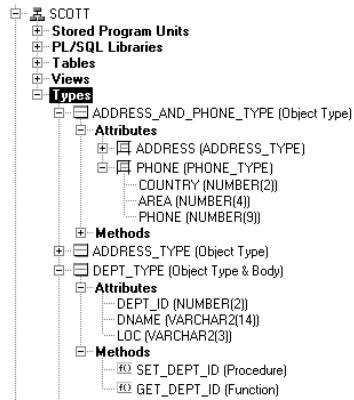 SCOTT
Stored Program Units
PL/SQL Libraries
Tables
Views
Types
ADDRESS_AND_PHONE_TYPE (Object Type)
Attributes
ADDRESS (ADDRESS_TYPE)
PHONE (PHONE_TYPE)
COUNTRY (NUMBER(2))
AREA (NUMBER(4))
PHONE (NUMBER(9))
Methods
ADDRESS_TYPE (Object Type)
DEPT_TYPE (Object Type & Body)
Attributes
DEPT_ID (NUMBER(2))
DNAME (VARCHAR2(14))
LOC (VARCHAR2(3))
Methods
f() SET_DEPT_ID (Procedure)
f() GET_DEPT_ID (Function)